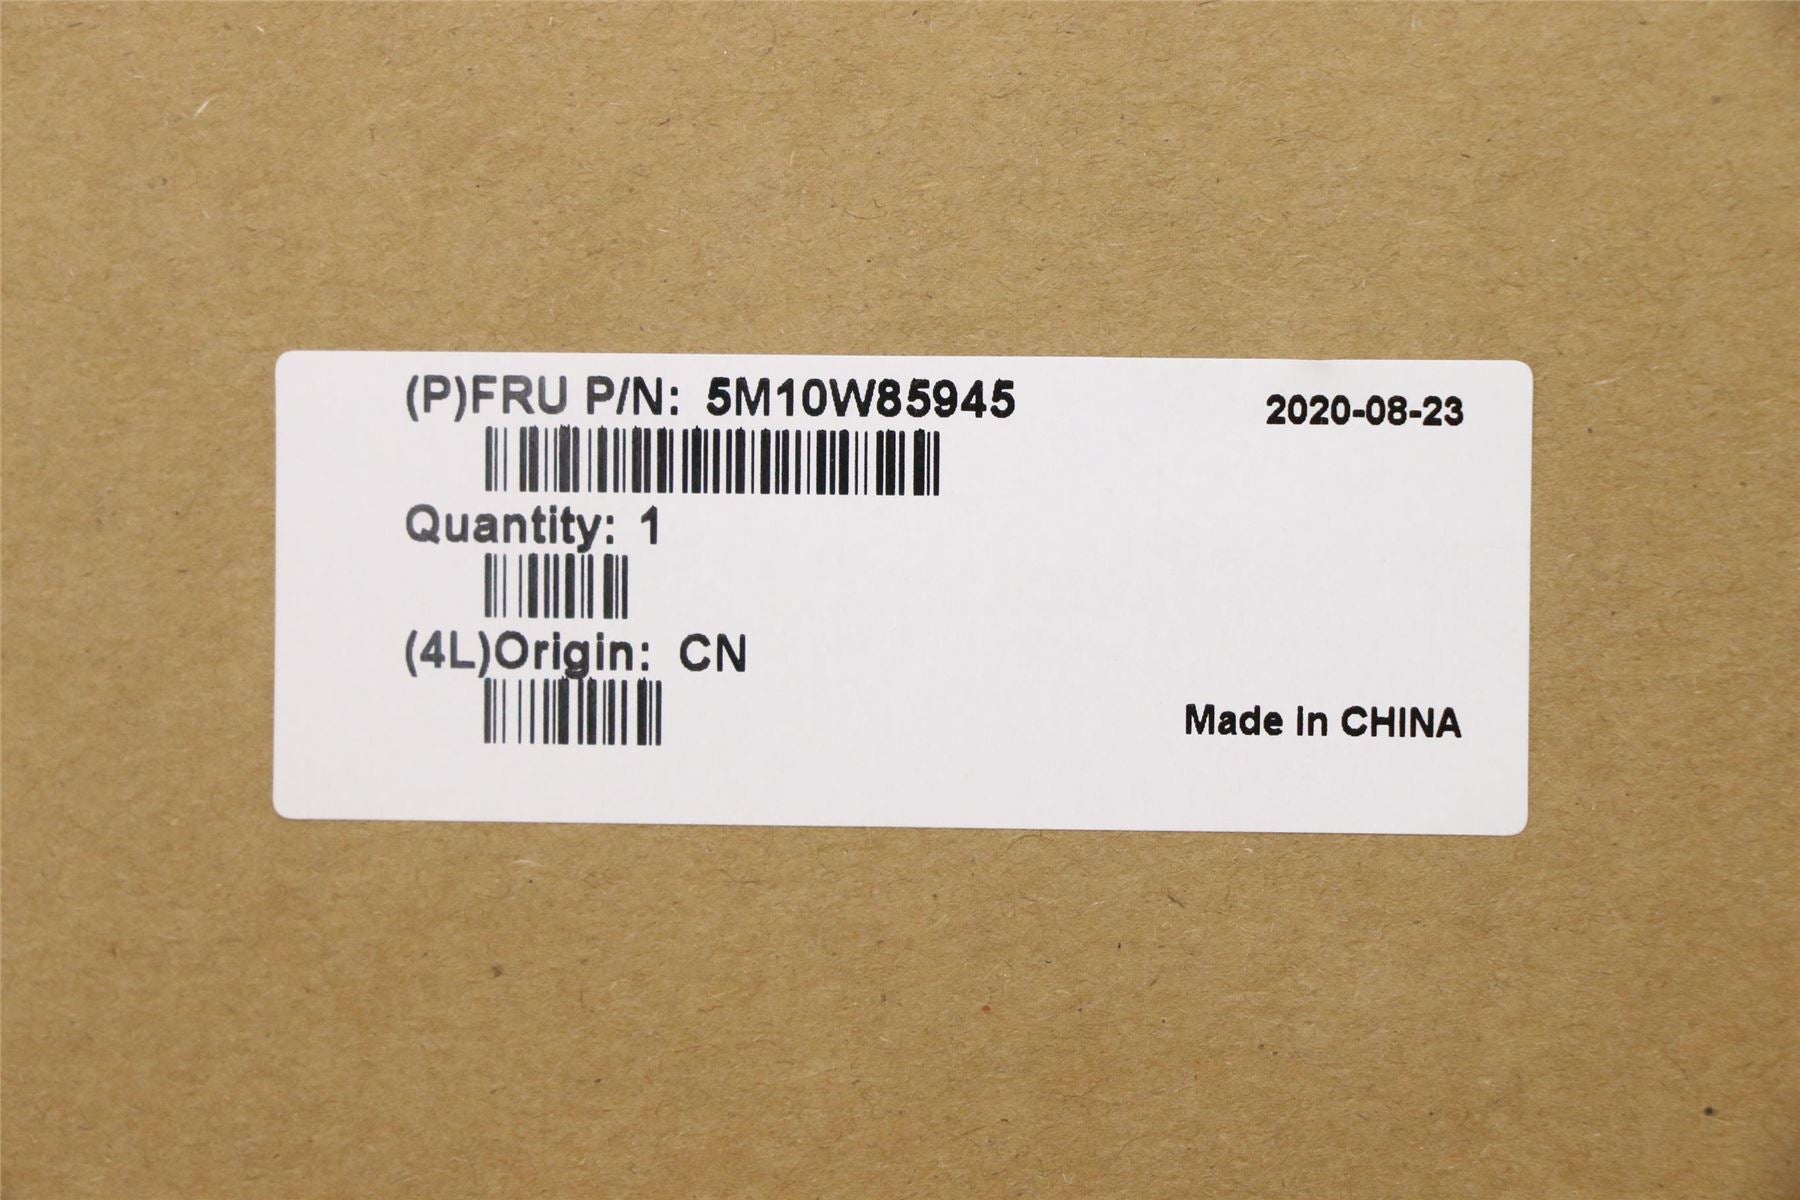 (P)FRU P/N: 5M10W85945
2020-08-23
Quantity: 1
(4L)Origin: CN
Made in CHINA